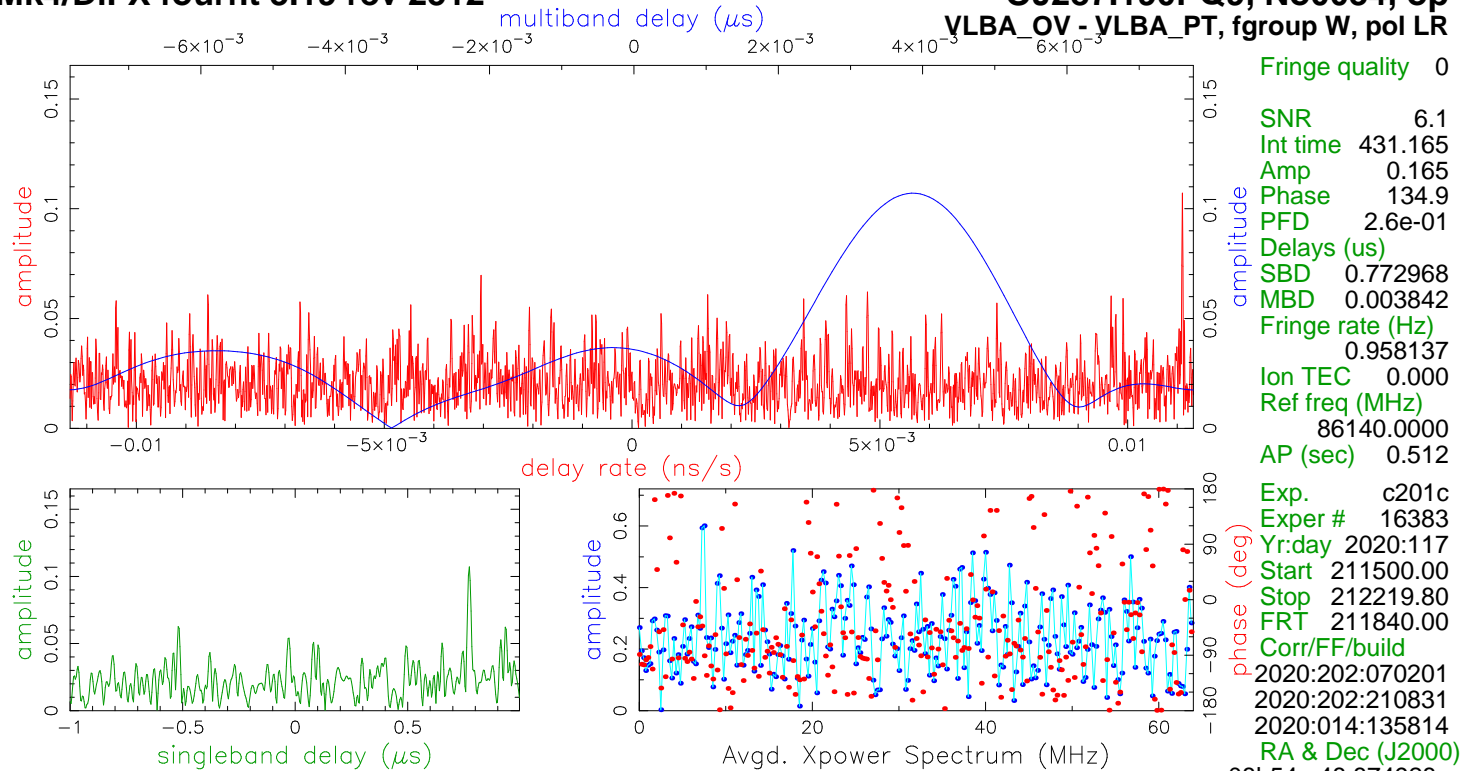 multiband delay (μs)
VLBA_OV - VLBA_PT, fgroup W, pol LR
−6×10⁻³ −4×10⁻³ −2×10⁻³ 0 2×10⁻³ 4×10⁻³ 6×10⁻³
amplitude
0 0.05 0.1 0.15
amplitude
0 0.05 0.1 0.15
−0.01 −5×10⁻³ 0 5×10⁻³ 0.01
delay rate (ns/s)
Fringe quality 0
SNR 6.1
Int time 431.165
Amp 0.165
Phase 134.9
PFD 2.6e-01
Delays (us)
SBD 0.772968
MBD 0.003842
Fringe rate (Hz)
0.958137
Ion TEC 0.000
Ref freq (MHz)
86140.0000
AP (sec) 0.512
Exp. c201c
Exper # 16383
Yr:day 2020:117
Start 211500.00
Stop 212219.80
FRT 211840.00
Corr/FF/build
2020:202:070201
2020:202:210831
2020:014:135814
RA & Dec (J2000)
amplitude
0 0.05 0.1 0.15
−1 −0.5 0 0.5
singleband delay (μs)
amplitude
0 0.2 0.4 0.6
0 20 40 60
Avgd. Xpower Spectrum (MHz)
phase (deg)
−180 −90 0 90 180